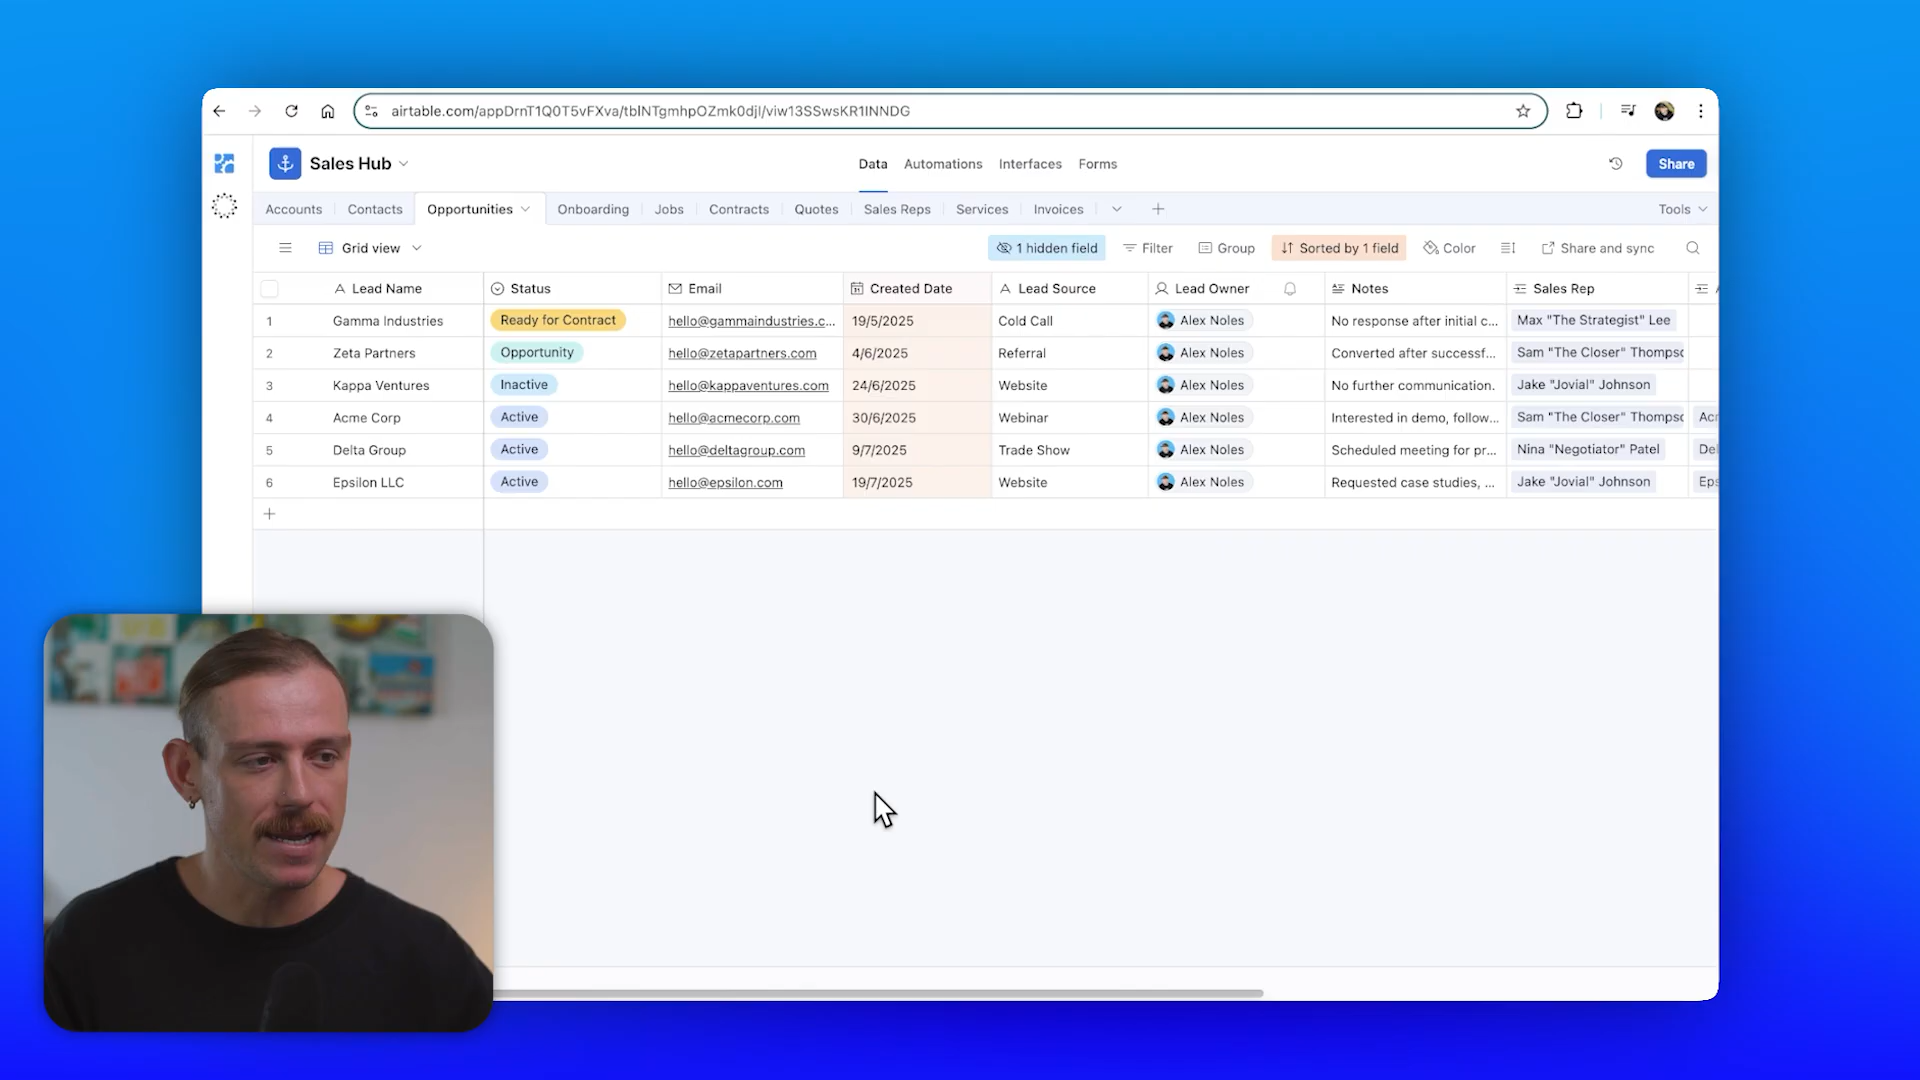 airtable.com/appDrnT1Q0T5vFXva/tblNTgmhpOZmk0djI/viw13SSwsKR1INNDG
Sales Hub
Data Automations Interfaces Forms
Share
Accounts Contacts Opportunities Onboarding Jobs Contracts Quotes Sales Reps Services Invoices
Tools
Grid view
1 hidden field Filter Group Sorted by 1 field Color Share and sync
Lead Name Status Email Created Date Lead Source Lead Owner Notes Sales Rep
1 Gamma Industries Ready for Contract hello@gammaindustries.c... 19/5/2025 Cold Call Alex Noles No response after initial c... Max "The Strategist" Lee
2 Zeta Partners Opportunity hello@zetapartners.com 4/6/2025 Referral Alex Noles Converted after successf... Sam "The Closer" Thompsc
3 Kappa Ventures Inactive hello@kappaventures.com 24/6/2025 Website Alex Noles No further communication. Jake "Jovial" Johnson
4 Acme Corp Active hello@acmecorp.com 30/6/2025 Webinar Alex Noles Interested in demo, follow... Sam "The Closer" Thompsc Ac
5 Delta Group Active hello@deltagroup.com 9/7/2025 Trade Show Alex Noles Scheduled meeting for pr... Nina "Negotiator" Patel Del
6 Epsilon LLC Active hello@epsilon.com 19/7/2025 Website Alex Noles Requested case studies, ... Jake "Jovial" Johnson Eps